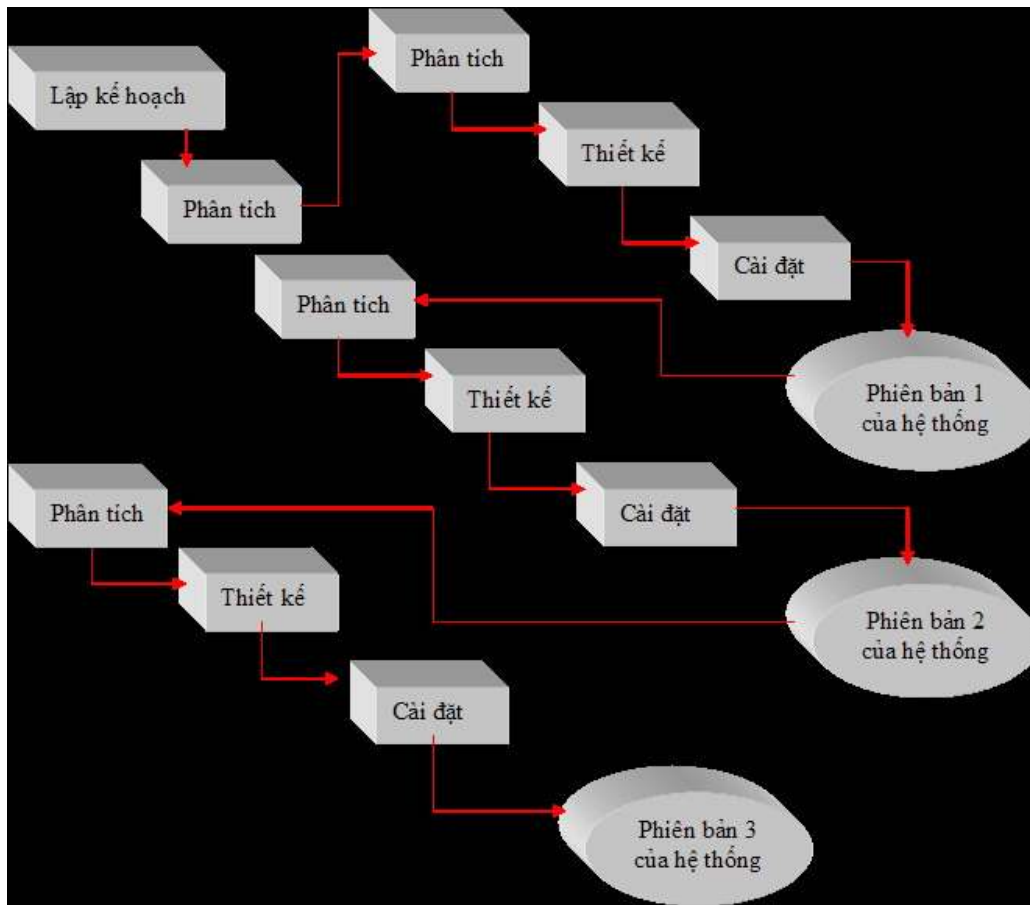 Lập kế hoạch
Phân tích
Phân tích
Thiết kế
Cài đặt
Phiên bản 1
của hệ thống
Phân tích
Thiết kế
Cài đặt
Phiên bản 2
của hệ thống
Phân tích
Thiết kế
Cài đặt
Phiên bản 3
của hệ thống